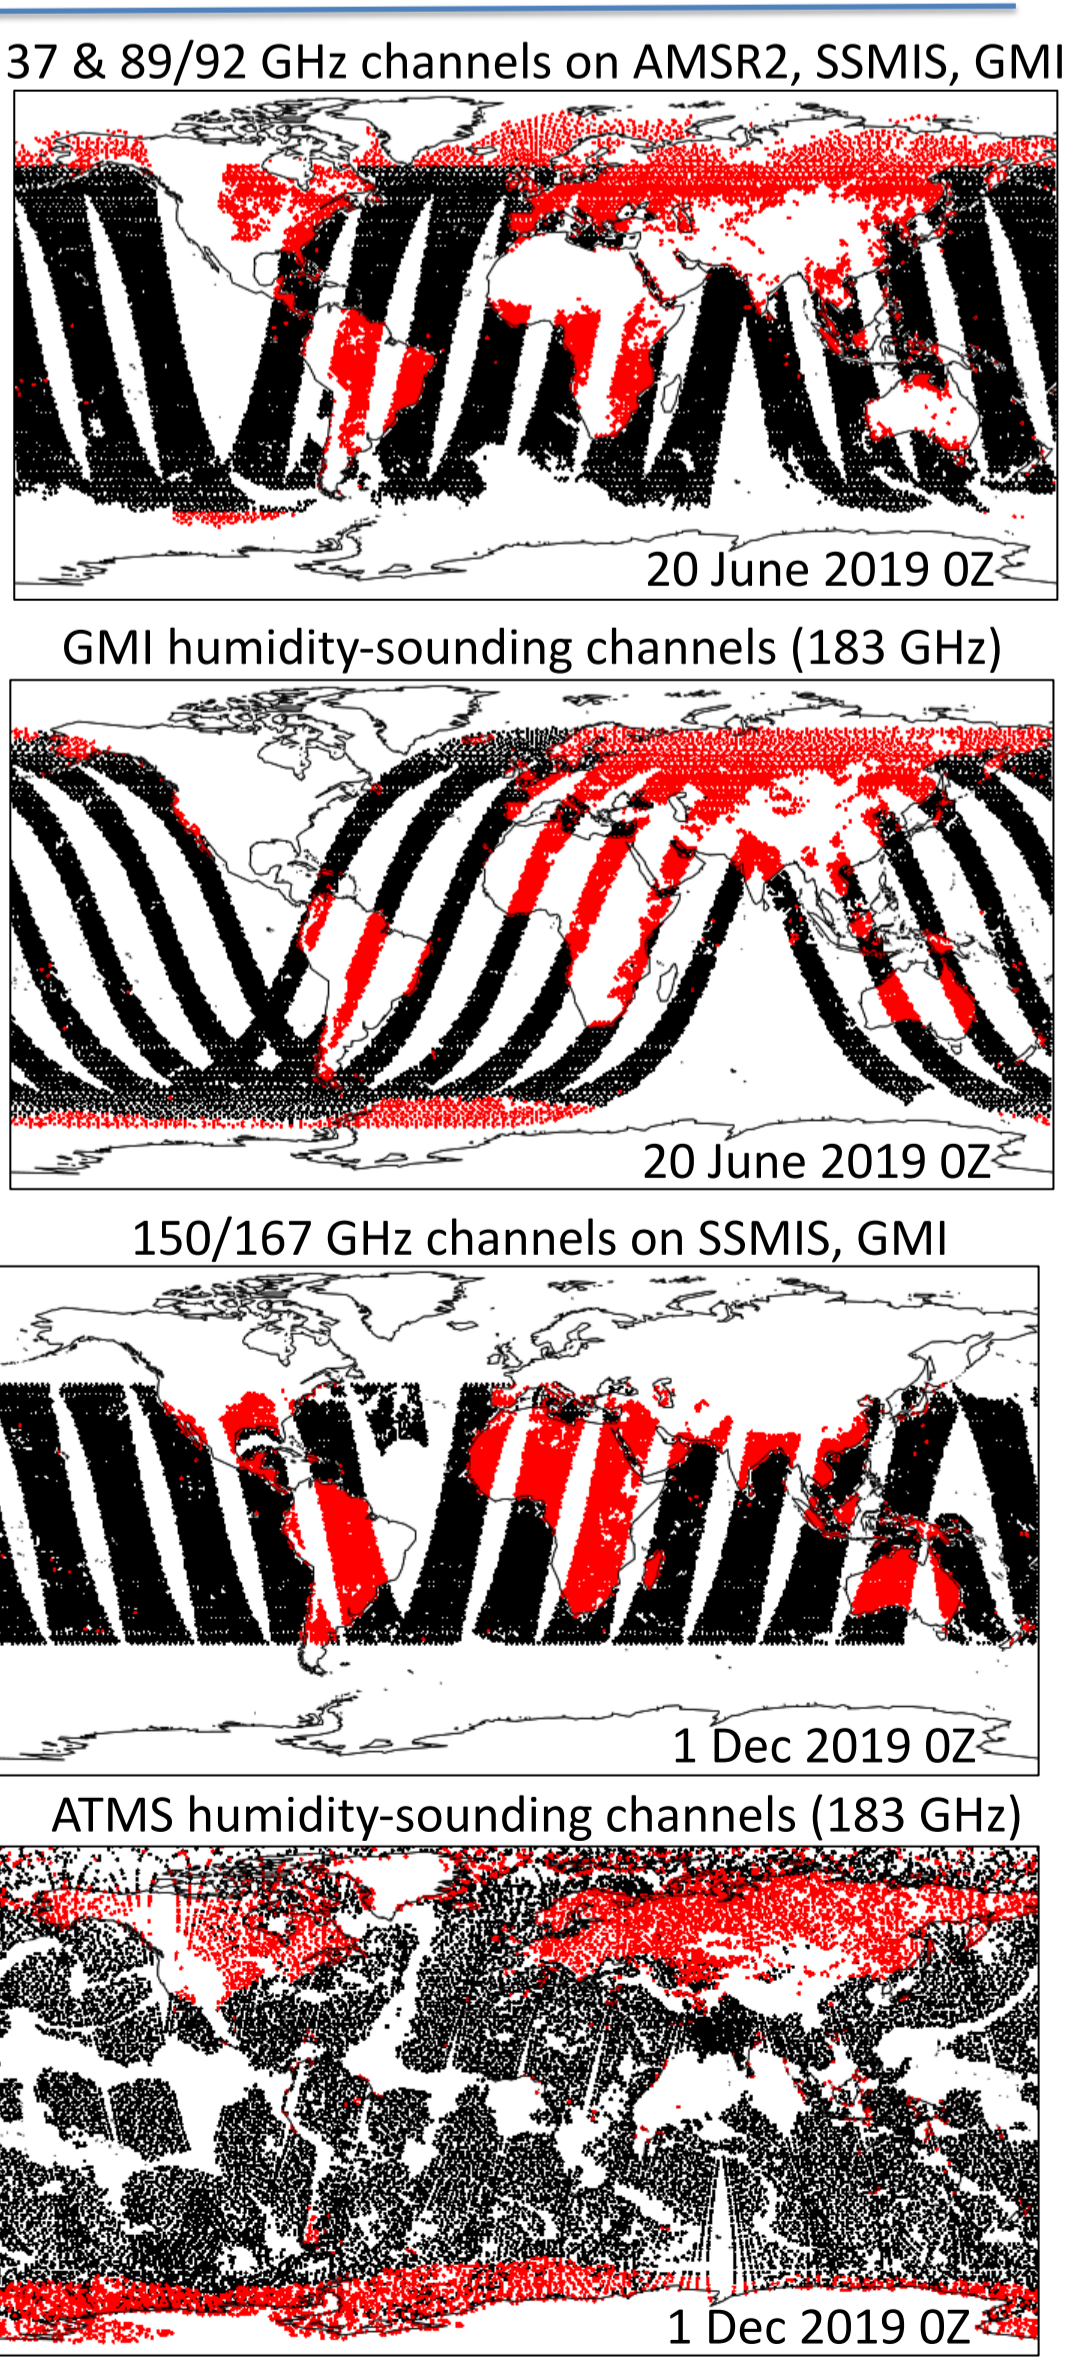 37 & 89/92 GHz channels on AMSR2, SSMIS, GMI
20 June 2019 0Z
GMI humidity-sounding channels (183 GHz)
20 June 2019 0Z
150/167 GHz channels on SSMIS, GMI
1 Dec 2019 0Z
ATMS humidity-sounding channels (183 GHz)
1 Dec 2019 0Z